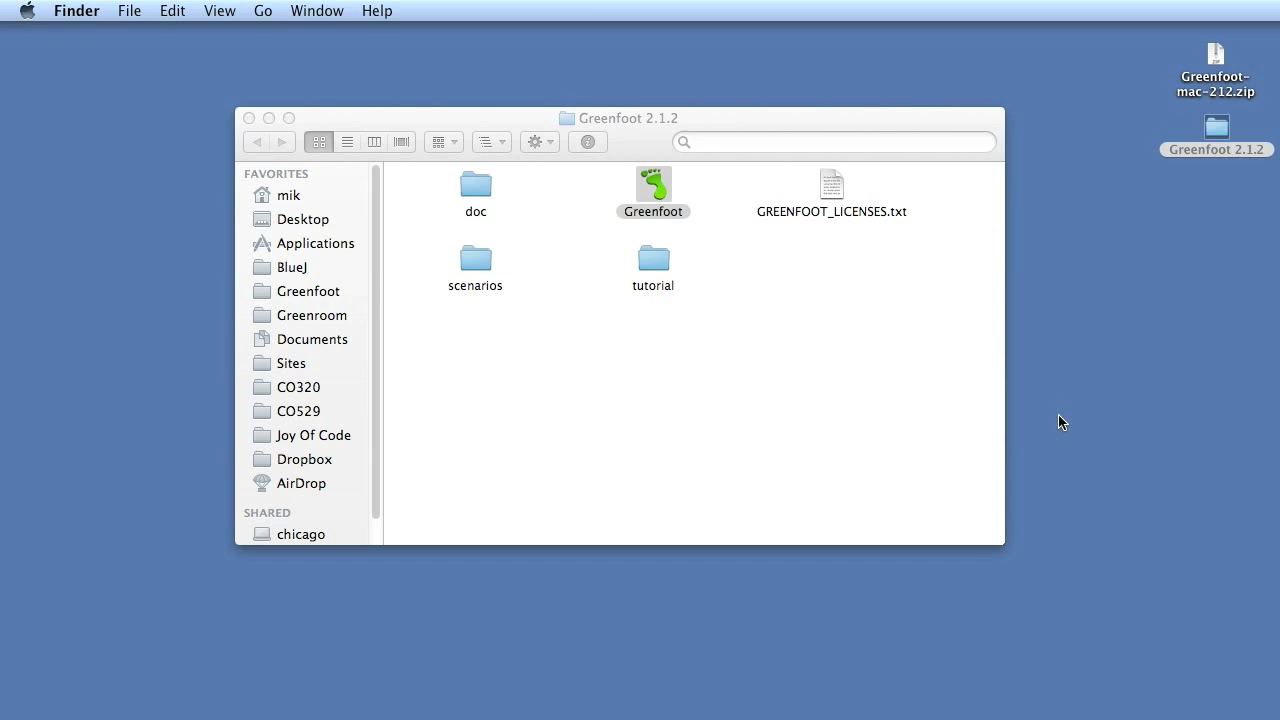 Finder File Edit View Go Window Help
Greenfoot-
mac-212.zip
Greenfoot 2.1.2
Greenfoot 2.1.2
FAVORITES
mik
Desktop
Applications
BlueJ
Greenfoot
Greenroom
Documents
Sites
CO320
CO529
Joy Of Code
Dropbox
AirDrop
SHARED
chicago
doc
Greenfoot
GREENFOOT_LICENSES.txt
scenarios
tutorial